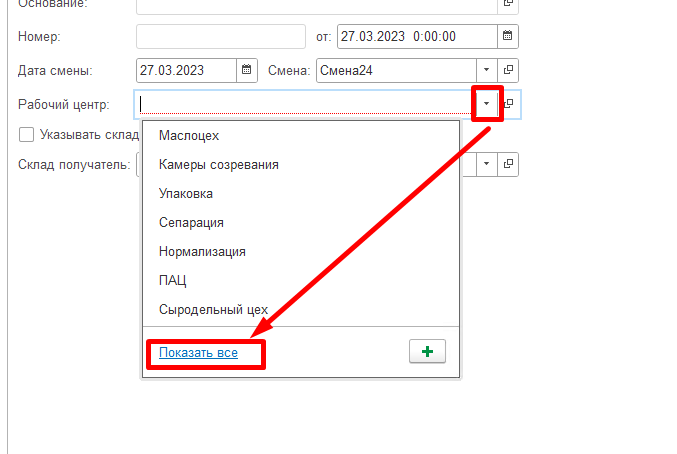 Основание:
Номер: от: 27.03.2023 0:00:00
Дата смены: 27.03.2023 Смена: Смена24
Рабочий центр:
Указывать склад
Маслоцех
Камеры созревания
Склад получатель:
Упаковка
Сепарация
Нормализация
ПАЦ
Сыродельный цех
Показать все